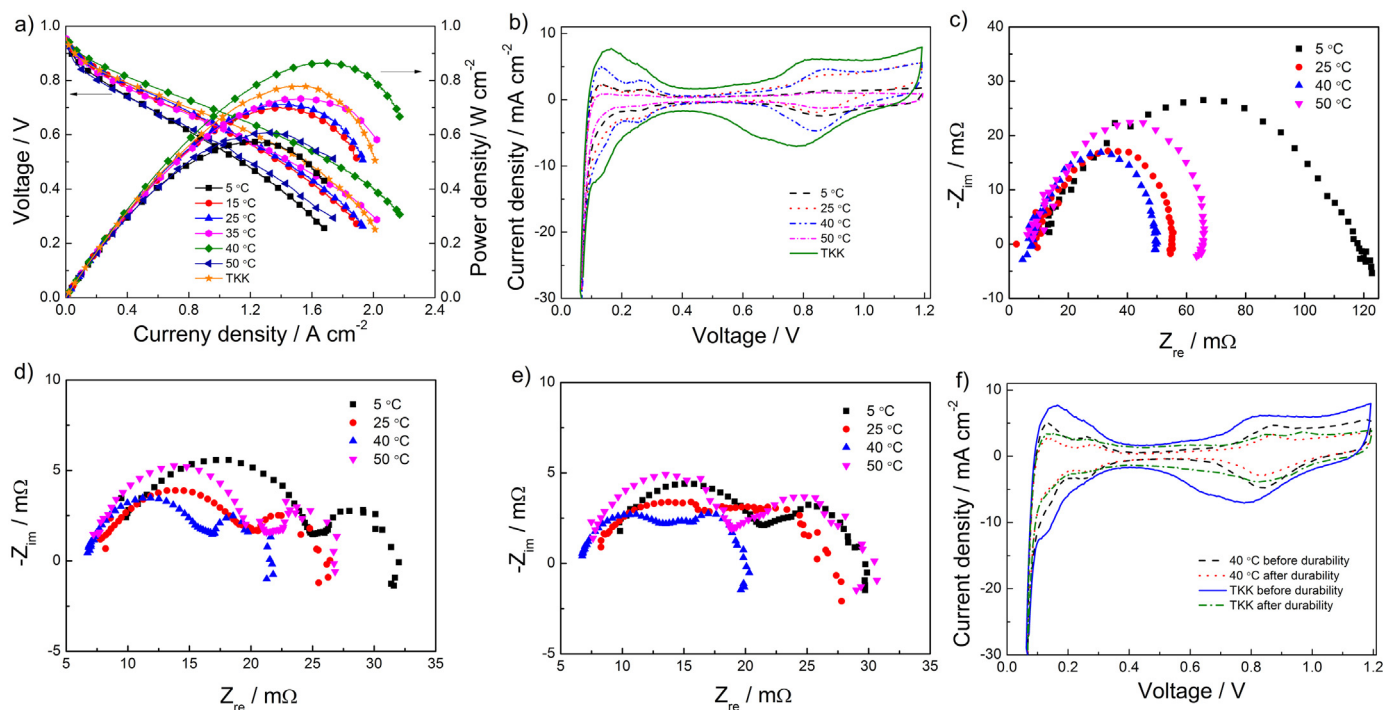 a)
Voltage / V
1.0
0.8
0.6
0.4
0.2
0.0
0.0 0.4 0.8 1.2 1.6 2.0 2.4
Curreny density / A cm-2
1.0
0.8
0.6
0.4
0.2
0.0
Power density/ W cm-2
5 °C
15 °C
25 °C
35 °C
40 °C
50 °C
TKK
b)
Current density / mA cm-2
10
0
-10
-20
-30
0.0 0.2 0.4 0.6 0.8 1.0 1.2
Voltage / V
5 °C
25 °C
40 °C
50 °C
TKK
c)
-Zim / mΩ
40
30
20
10
0
-10
0 20 40 60 80 100 120
Zre / mΩ
5 °C
25 °C
40 °C
50 °C
d)
-Zim / mΩ
10
5
0
-5
5 10 15 20 25 30 35
Zre / mΩ
5 °C
25 °C
40 °C
50 °C
e)
-Zim / mΩ
10
5
0
-5
5 10 15 20 25 30 35
Zre / mΩ
5 °C
25 °C
40 °C
50 °C
f)
Current density / mA cm-2
10
0
-10
-20
-30
0.0 0.2 0.4 0.6 0.8 1.0 1.2
Voltage / V
40 °C before durability
40 °C after durability
TKK before durability
TKK after durability